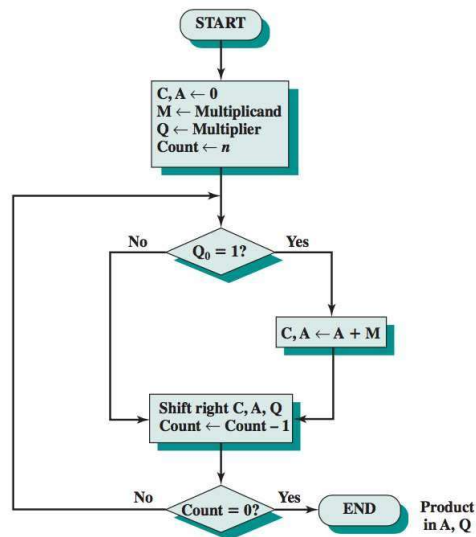 START
C, A ← 0
M ← Multiplicand
Q ← Multiplier
Count ← n
No
Q₀ = 1?
Yes
C, A ← A + M
Shift right C, A, Q
Count ← Count – 1
No
Count = 0?
Yes
END
Product
in A, Q